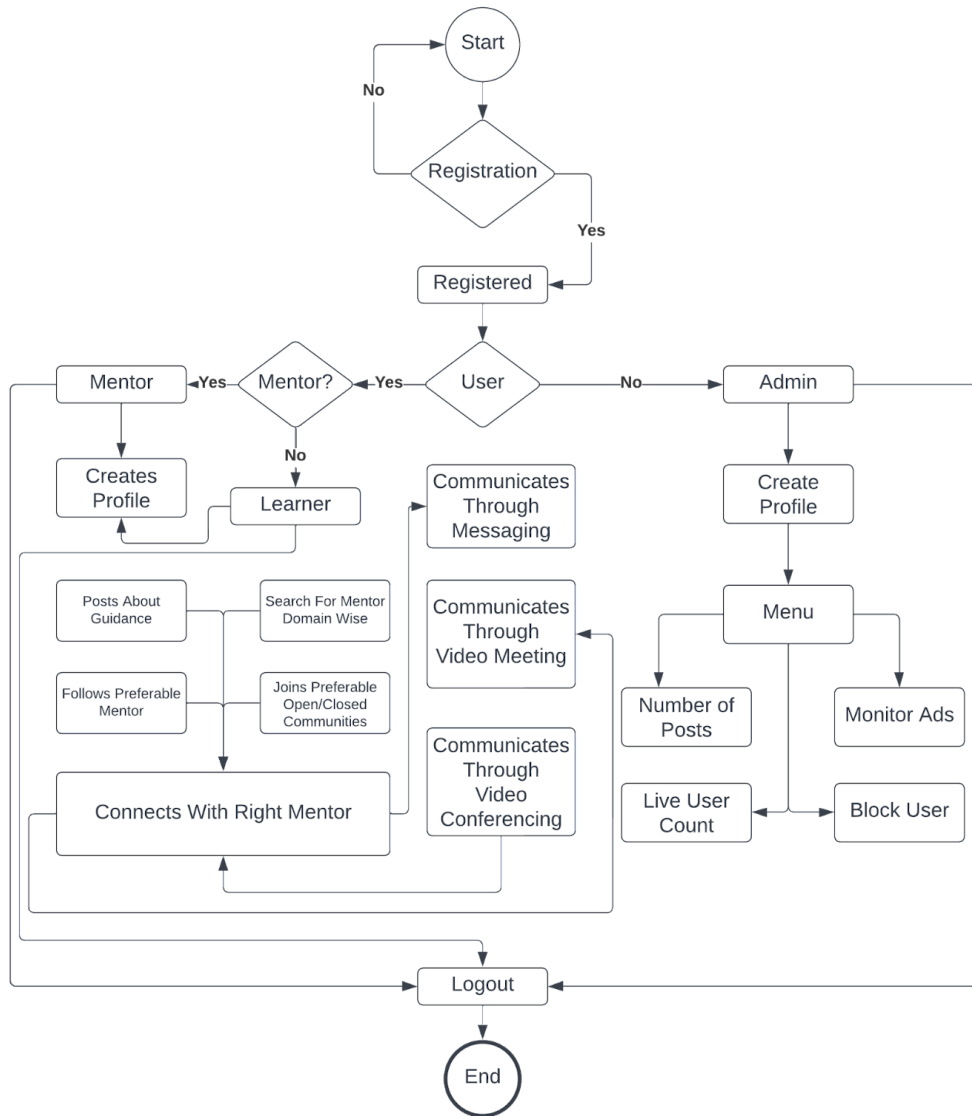 Start
No
Registration
Yes
Registered
Mentor
Yes
Mentor?
Yes
User
No
Admin
No
Creates
Profile
Learner
Communicates
Through
Messaging
Create
Profile
Posts About
Guidance
Search For Mentor
Domain Wise
Communicates
Through
Video Meeting
Menu
Follows Preferable
Mentor
Joins Preferable
Open/Closed
Communities
Number of
Posts
Monitor Ads
Communicates
Through
Video
Conferencing
Connects With Right Mentor
Live User
Count
Block User
Logout
End